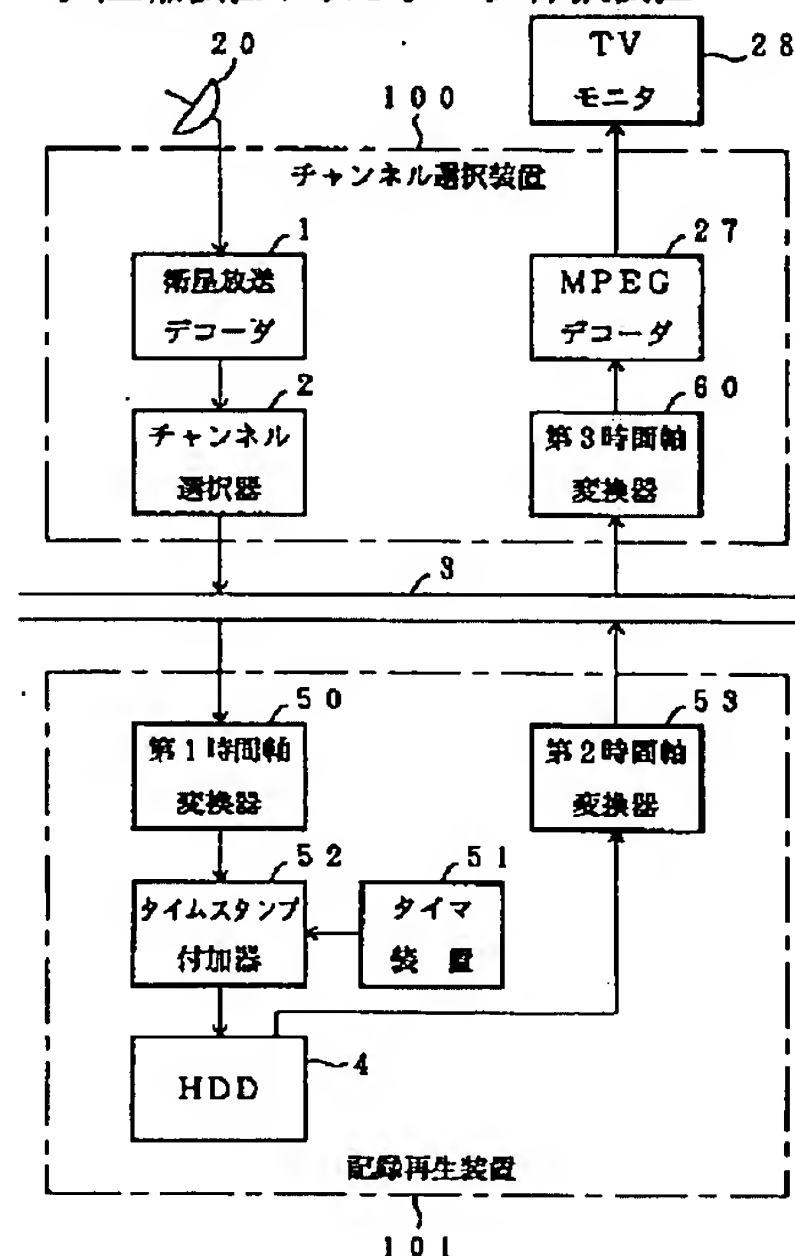 20
TV
モニタ
28
100
チャンネル選択装置
1
衛星放送
デコーダ
27
MPEG
デコーダ
2
チャンネル
選択器
60
第3時間軸
変換器
3
50
第1時間軸
変換器
53
第2時間軸
変換器
52
タイムスタンプ
付加器
51
タイマ
装置
HDD
4
記録再生装置
101